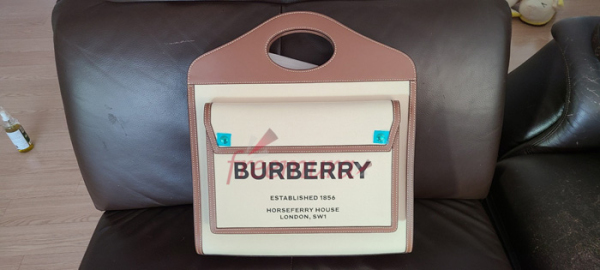 BURBERRY
ESTABLISHED 1856
HORSEFERRY HOUSE
LONDON, SW1